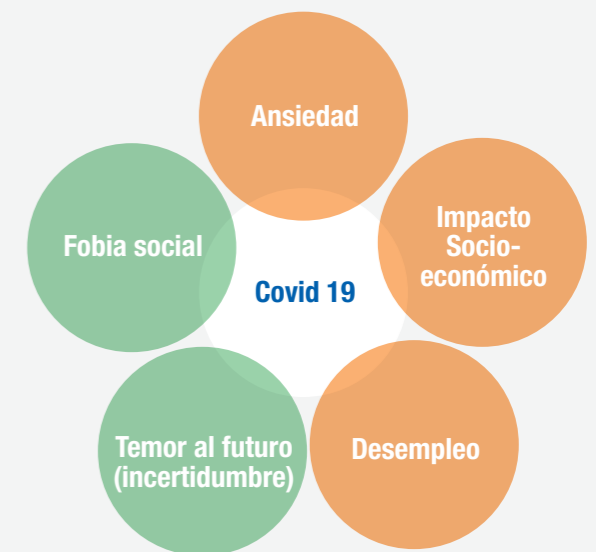 Ansiedad
Impacto
Socio-
económico
Fobia social
Covid 19
Temor al futuro
(incertidumbre)
Desempleo